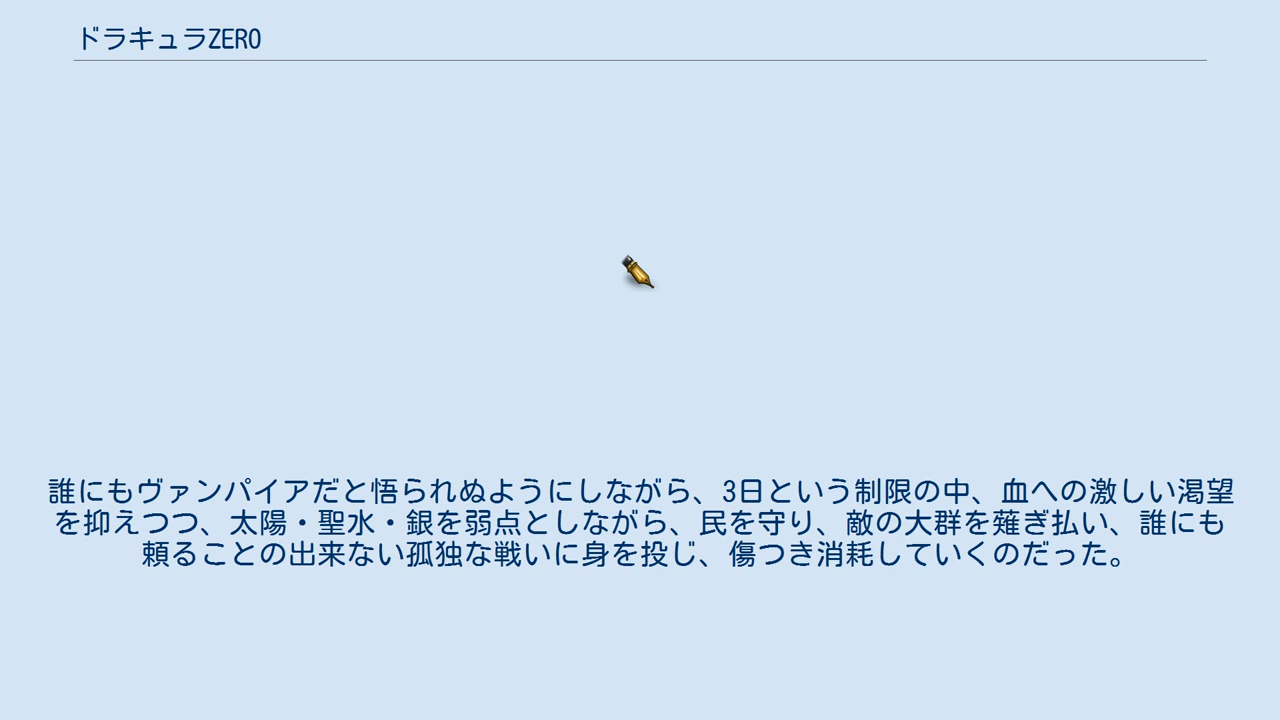 ドラキュラZERO
誰にもヴァンパイアだと悟られぬようにしながら、3日という制限の中、血への激しい渇望
を抑えつつ、太陽・聖水・銀を弱点としながら、民を守り、敵の大群を薙ぎ払い、誰にも
頼ることの出来ない孤独な戦いに身を投じ、傷つき消耗していくのだった。